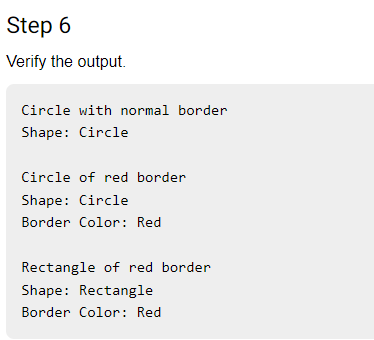 Step 6
Verify the output.
Circle with normal border
Shape: Circle
Circle of red border
Shape: Circle
Border Color: Red
Rectangle of red border
Shape: Rectangle
Border Color: Red